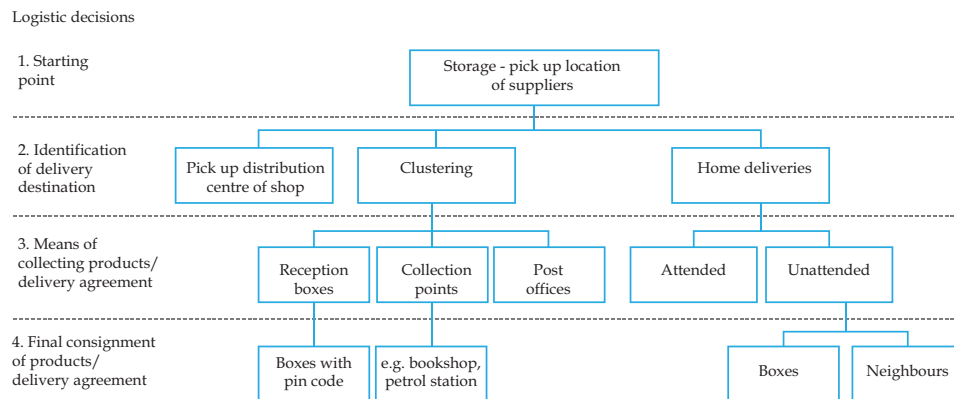 Logistic decisions
1. Starting
point
Storage - pick up location
of suppliers
2. Identification
of delivery
destination
Pick up distribution
centre of shop
Clustering
Home deliveries
3. Means of
collecting products/
delivery agreement
Reception
boxes
Collection
points
Post
offices
Attended
Unattended
4. Final consignment
of products/
delivery agreement
Boxes with
pin code
e.g. bookshop,
petrol station
Boxes
Neighbours